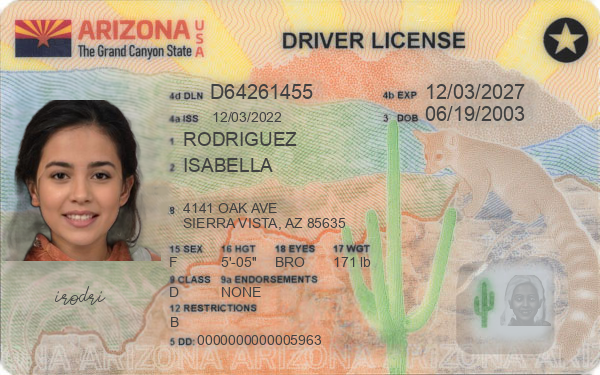 ARIZONA USA
The Grand Canyon State
DRIVER LICENSE
4d DLN D64261455
4b EXP 12/03/2027
4a ISS 12/03/2022
3 DOB 06/19/2003
1 RODRIGUEZ
2 ISABELLA
8 4141 OAK AVE
SIERRA VISTA, AZ 85635
15 SEX 16 HGT 18 EYES 17 WGT
F 5'-05" BRO 171 lb
9 CLASS 9a ENDORSEMENTS
D NONE
12 RESTRICTIONS
B
irodri
5 DD: 0000000000005963
ARIZONA ARIZONA ARIZONA ARIZONA